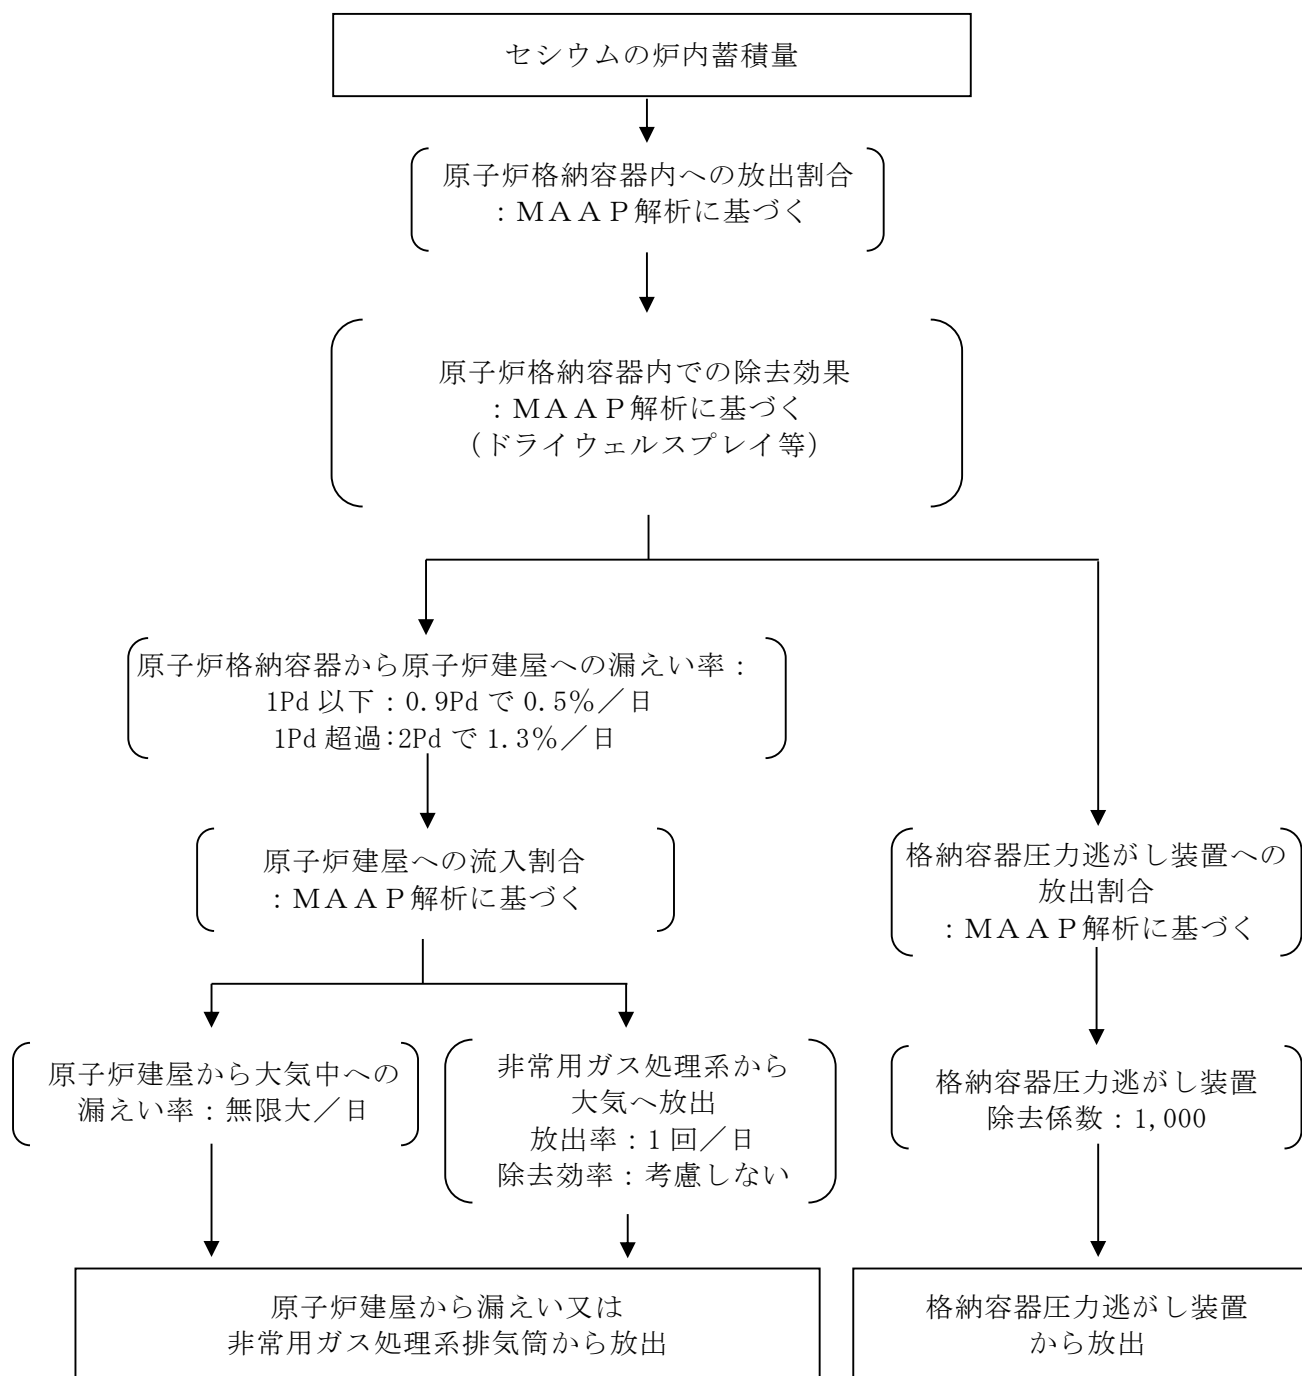 セシウムの炉内蓄積量
原子炉格納容器内への放出割合
：ＭＡＡＰ解析に基づく
原子炉格納容器内での除去効果
：ＭＡＡＰ解析に基づく
（ドライウェルスプレイ等）
原子炉格納容器から原子炉建屋への漏えい率：
1Pd 以下：0.9Pd で 0.5％／日
1Pd 超過：2Pd で 1.3％／日
原子炉建屋への流入割合
：ＭＡＡＰ解析に基づく
格納容器圧力逃がし装置への
放出割合
：ＭＡＡＰ解析に基づく
原子炉建屋から大気中への
漏えい率：無限大／日
非常用ガス処理系から
大気へ放出
放出率：1 回／日
除去効率：考慮しない
格納容器圧力逃がし装置
除去係数：1,000
原子炉建屋から漏えい又は
非常用ガス処理系排気筒から放出
格納容器圧力逃がし装置
から放出